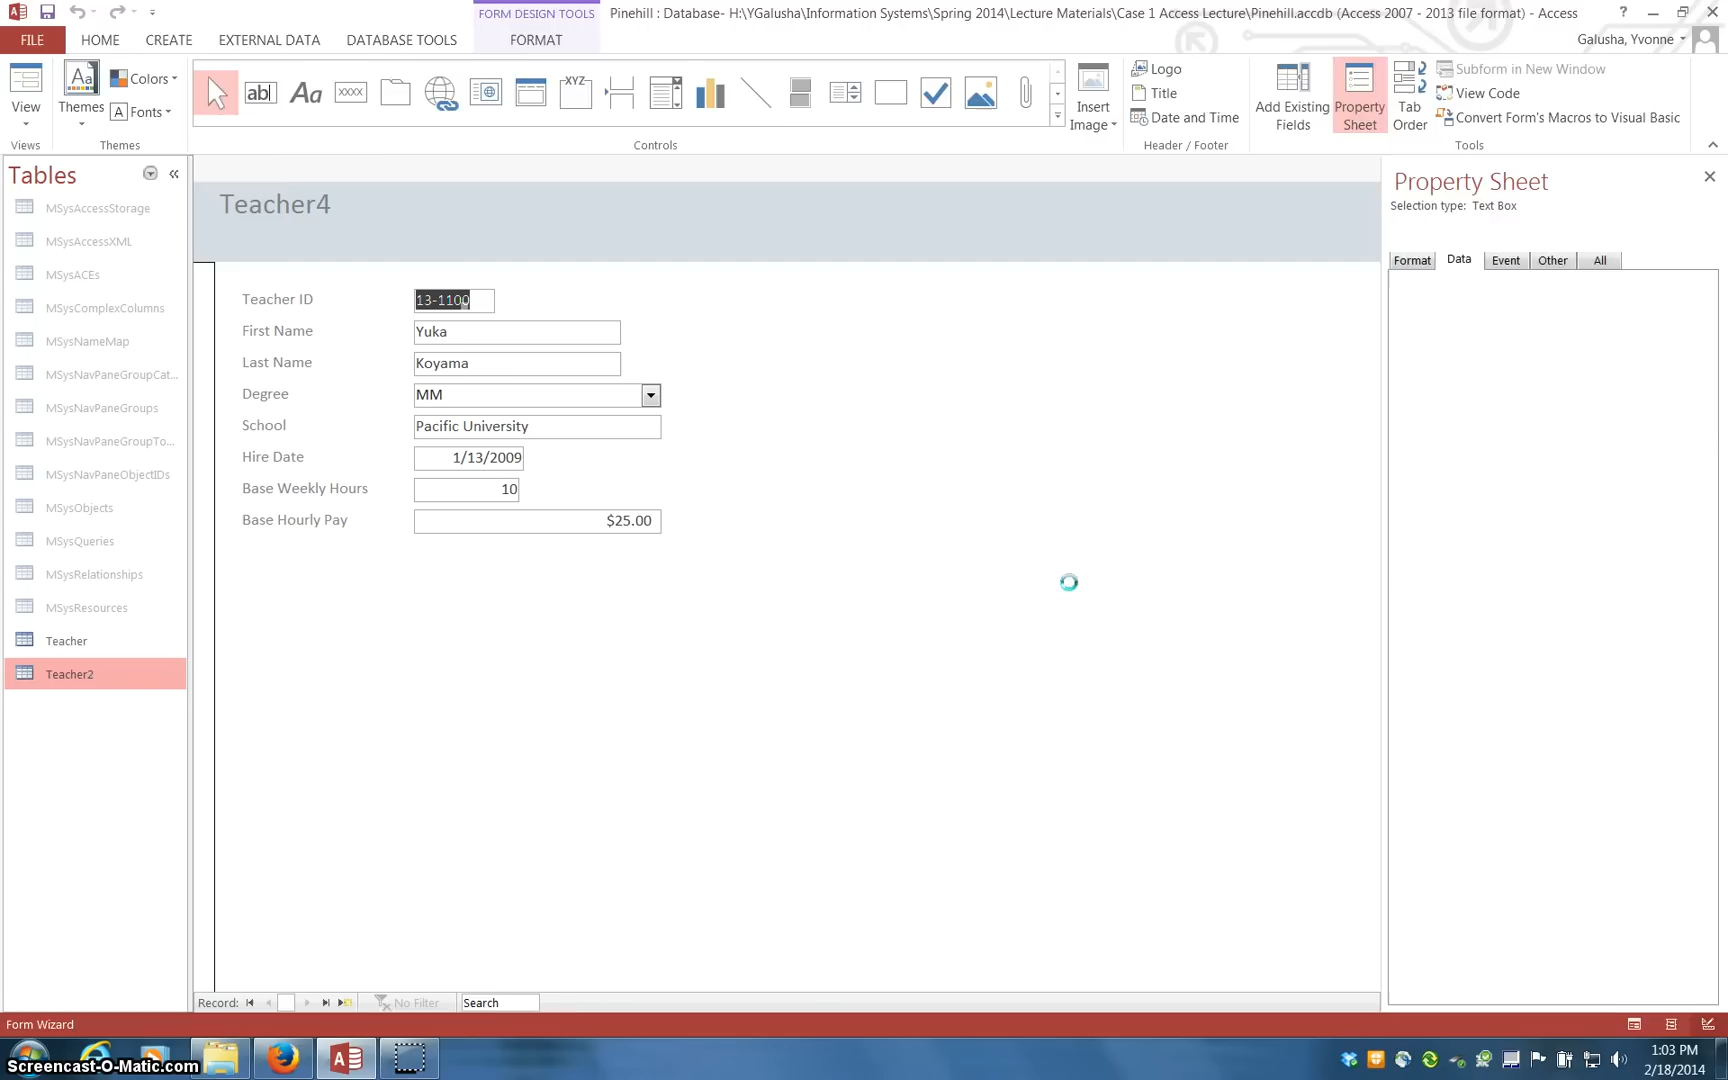 FORM DESIGN TOOLS
Pinehill : Database- H:\YGalusha\Information Systems\Spring 2014\Lecture Materials\Case 1 Access Lecture\Pinehill.accdb (Access 2007 - 2013 file format) - Access
FILE HOME CREATE EXTERNAL DATA DATABASE TOOLS FORMAT
Galusha, Yvonne
View
Views
Aa
Themes
Colors
A Fonts
Themes
ab
Aa
XXXX
XYZ
Controls
Insert
Image
Logo
Title
Date and Time
Header / Footer
Add Existing
Fields
Property
Sheet
Tab
Order
Subform in New Window
View Code
Convert Form's Macros to Visual Basic
Tools
Tables
MSysAccessStorage
MSysAccessXML
MSysACEs
MSysComplexColumns
MSysNameMap
MSysNavPaneGroupCat...
MSysNavPaneGroups
MSysNavPaneGroupTo...
MSysNavPaneObjectIDs
MSysObjects
MSysQueries
MSysRelationships
MSysResources
Teacher
Teacher2
Teacher4
Teacher ID 13-1100
First Name Yuka
Last Name Koyama
Degree MM
School Pacific University
Hire Date 1/13/2009
Base Weekly Hours 10
Base Hourly Pay $25.00
Property Sheet
Selection type: Text Box
Format Data Event Other All
Record: No Filter Search
Form Wizard
Screencast-O-Matic.com
1:03 PM
2/18/2014